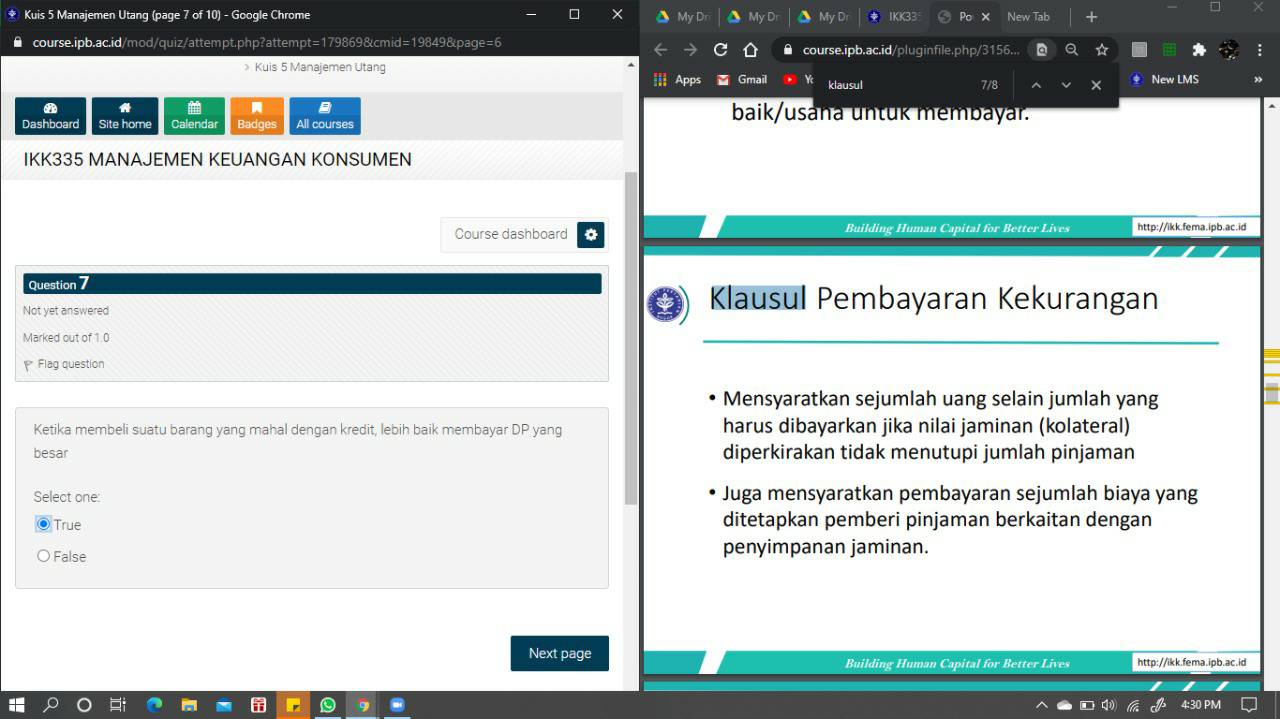 Kuis 5 Manajemen Utang (page 7 of 10) - Google Chrome
course.ipb.ac.id/mod/quiz/attempt.php?attempt=179869&cmid=19849&page=6
> Kuis 5 Manajemen Utang
Dashboard
Site home
Calendar
Badges
All courses
IKK335 MANAJEMEN KEUANGAN KONSUMEN
Course dashboard
Question 7
Not yet answered
Marked out of 1.0
Flag question
Ketika membeli suatu barang yang mahal dengan kredit, lebih baik membayar DP yang
besar
Select one:
True
False
Next page
My Dri
My Dri
My Dri
IKK335
Po
New Tab
course.ipb.ac.id/pluginfile.php/3156...
Apps
Gmail
Yo
New LMS
»
klausul
7/8
baik/usaha untuk membayar.
Building Human Capital for Better Lives
http://ikk.fema.ipb.ac.id
Klausul Pembayaran Kekurangan
• Mensyaratkan sejumlah uang selain jumlah yang
harus dibayarkan jika nilai jaminan (kolateral)
diperkirakan tidak menutupi jumlah pinjaman
• Juga mensyaratkan pembayaran sejumlah biaya yang
ditetapkan pemberi pinjaman berkaitan dengan
penyimpanan jaminan.
Building Human Capital for Better Lives
http://ikk.fema.ipb.ac.id
4:30 PM